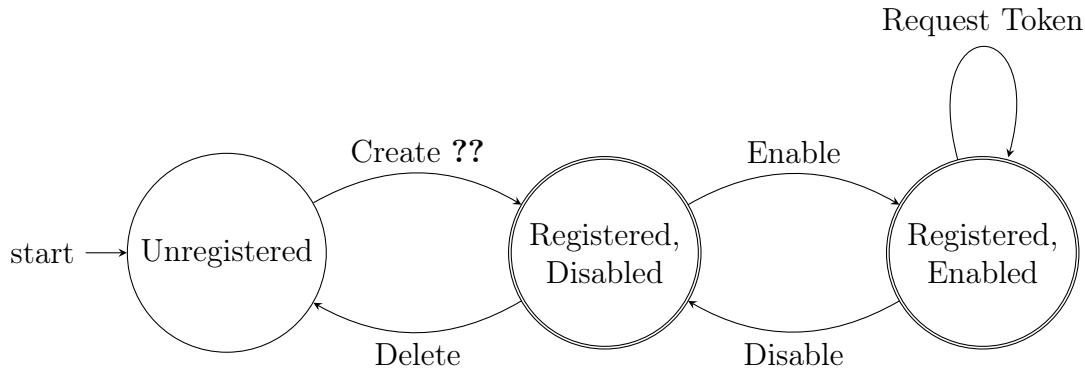 Request Token
Create ??
Enable
start
Unregistered
Registered,
Disabled
Registered,
Enabled
Delete
Disable